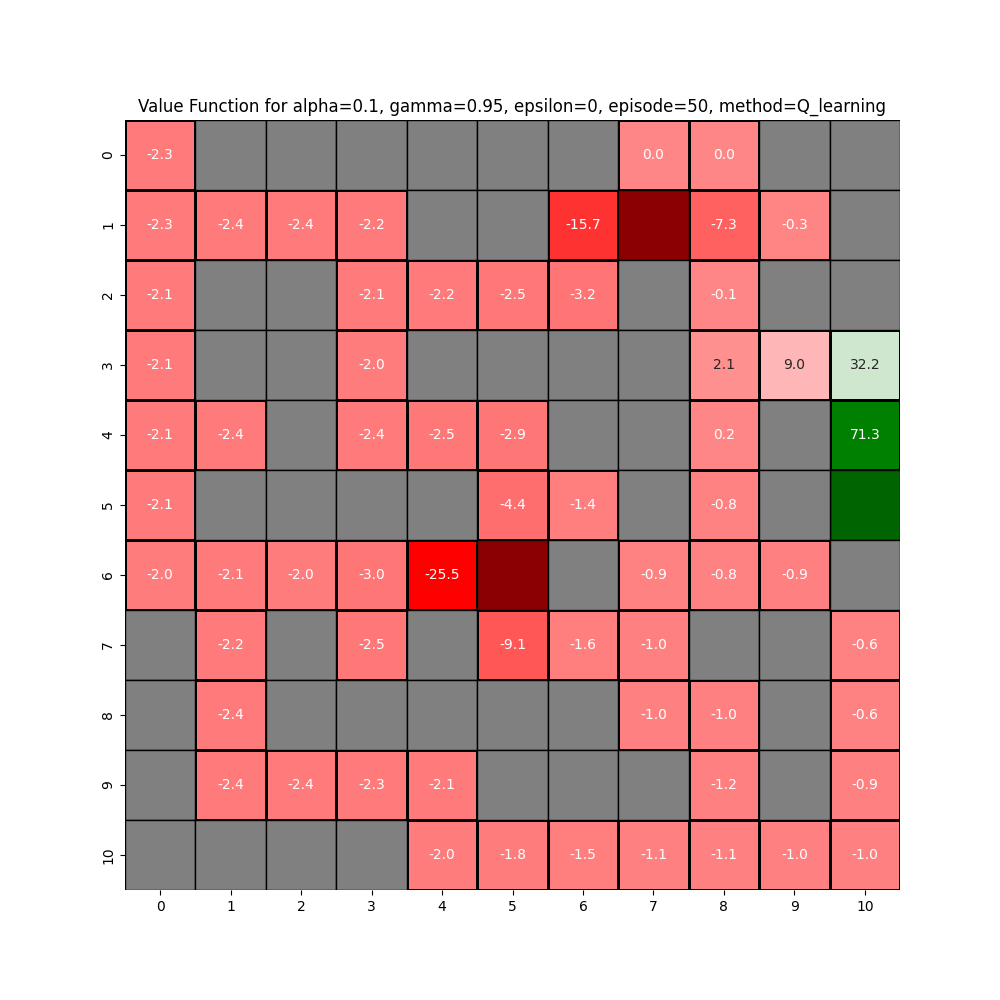 Value Function for alpha=0.1, gamma=0.95, epsilon=0, episode=50, method=Q_learning
0 -2.3 0.0 0.0
1 -2.3 -2.4 -2.4 -2.2 -15.7 -7.3 -0.3
2 -2.1 -2.1 -2.2 -2.5 -3.2 -0.1
3 -2.1 -2.0 2.1 9.0 32.2
4 -2.1 -2.4 -2.4 -2.5 -2.9 0.2 71.3
5 -2.1 -4.4 -1.4 -0.8
6 -2.0 -2.1 -2.0 -3.0 -25.5 -0.9 -0.8 -0.9
7 -2.2 -2.5 -9.1 -1.6 -1.0 -0.6
8 -2.4 -1.0 -1.0 -0.6
9 -2.4 -2.4 -2.3 -2.1 -1.2 -0.9
10 -2.0 -1.8 -1.5 -1.1 -1.1 -1.0 -1.0
0 1 2 3 4 5 6 7 8 9 10